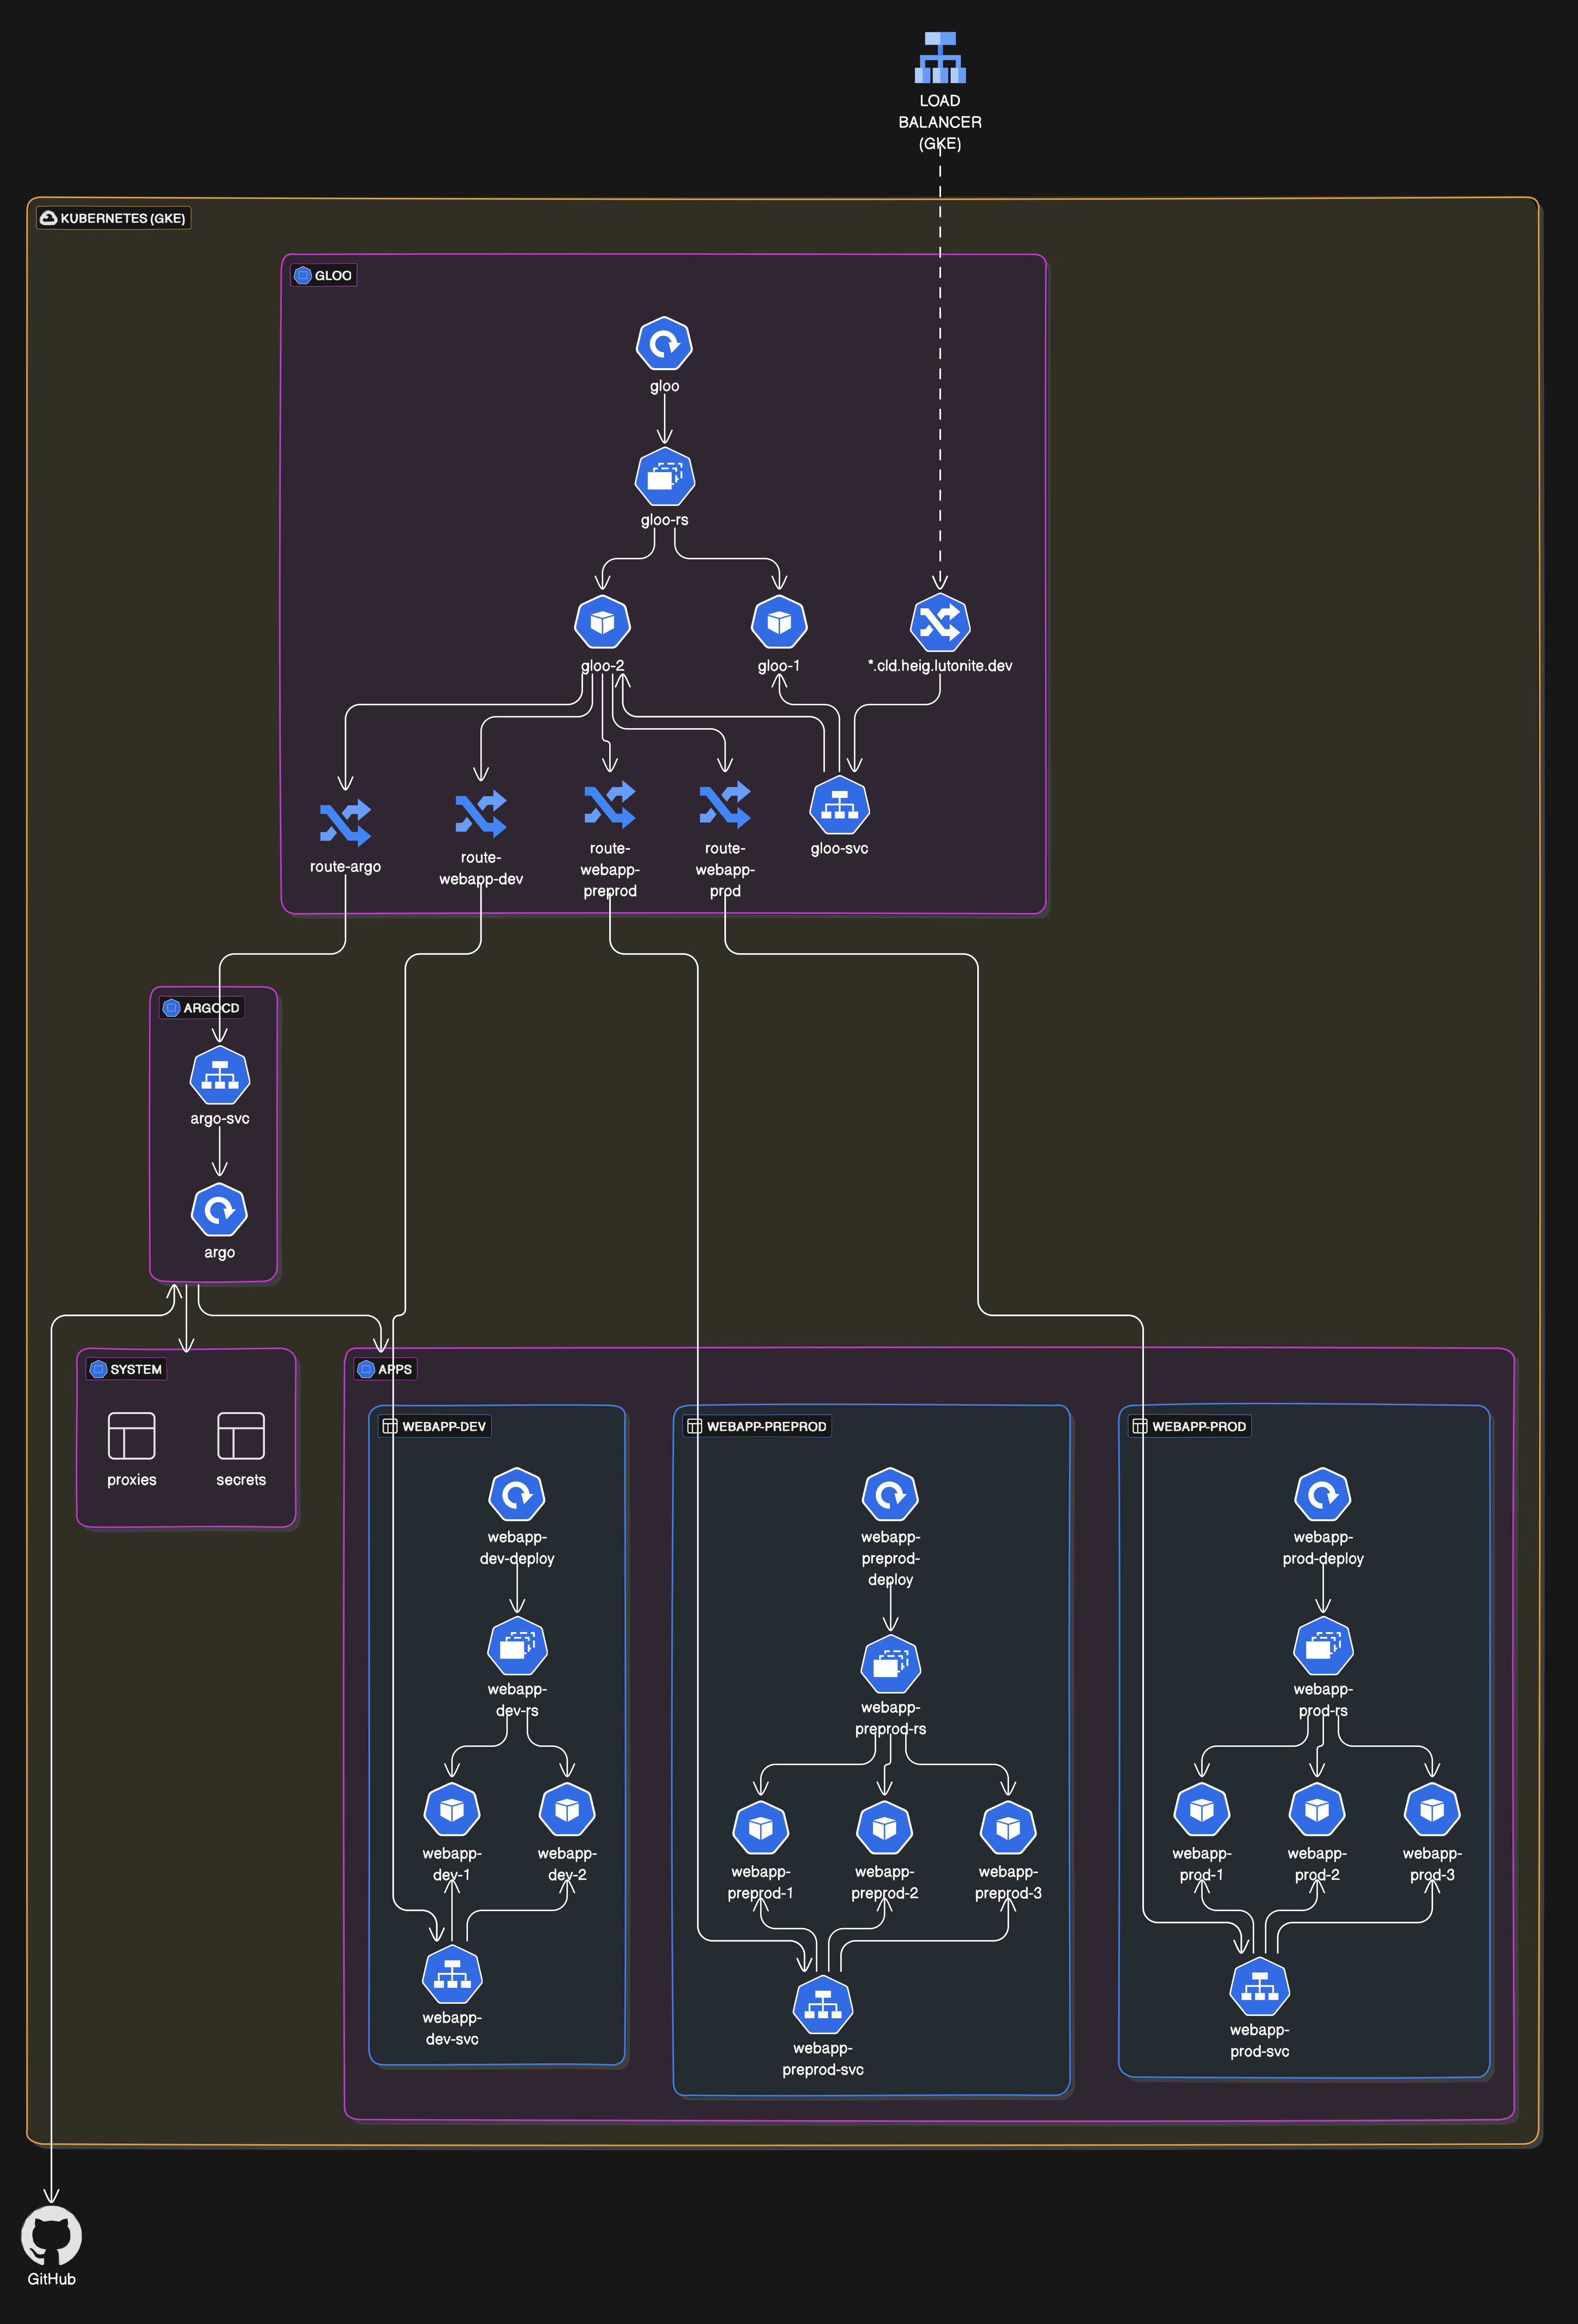 LOAD
BALANCER
(GKE)
KUBERNETES (GKE)
GLOO
gloo
gloo-rs
gloo-2
gloo-1
*.cld.heig.lutonite.dev
route-argo
route-
webapp-dev
route-
webapp-
preprod
route-
webapp-
prod
gloo-svc
ARGOCD
argo-svc
argo
SYSTEM
proxies
secrets
APPS
WEBAPP-DEV
webapp-
dev-deploy
webapp-
dev-rs
webapp-
dev-1
webapp-
dev-2
webapp-
dev-svc
WEBAPP-PREPROD
webapp-
preprod-
deploy
webapp-
preprod-rs
webapp-
preprod-1
webapp-
preprod-2
webapp-
preprod-3
webapp-
preprod-svc
WEBAPP-PROD
webapp-
prod-deploy
webapp-
prod-rs
webapp-
prod-1
webapp-
prod-2
webapp-
prod-3
webapp-
prod-svc
GitHub